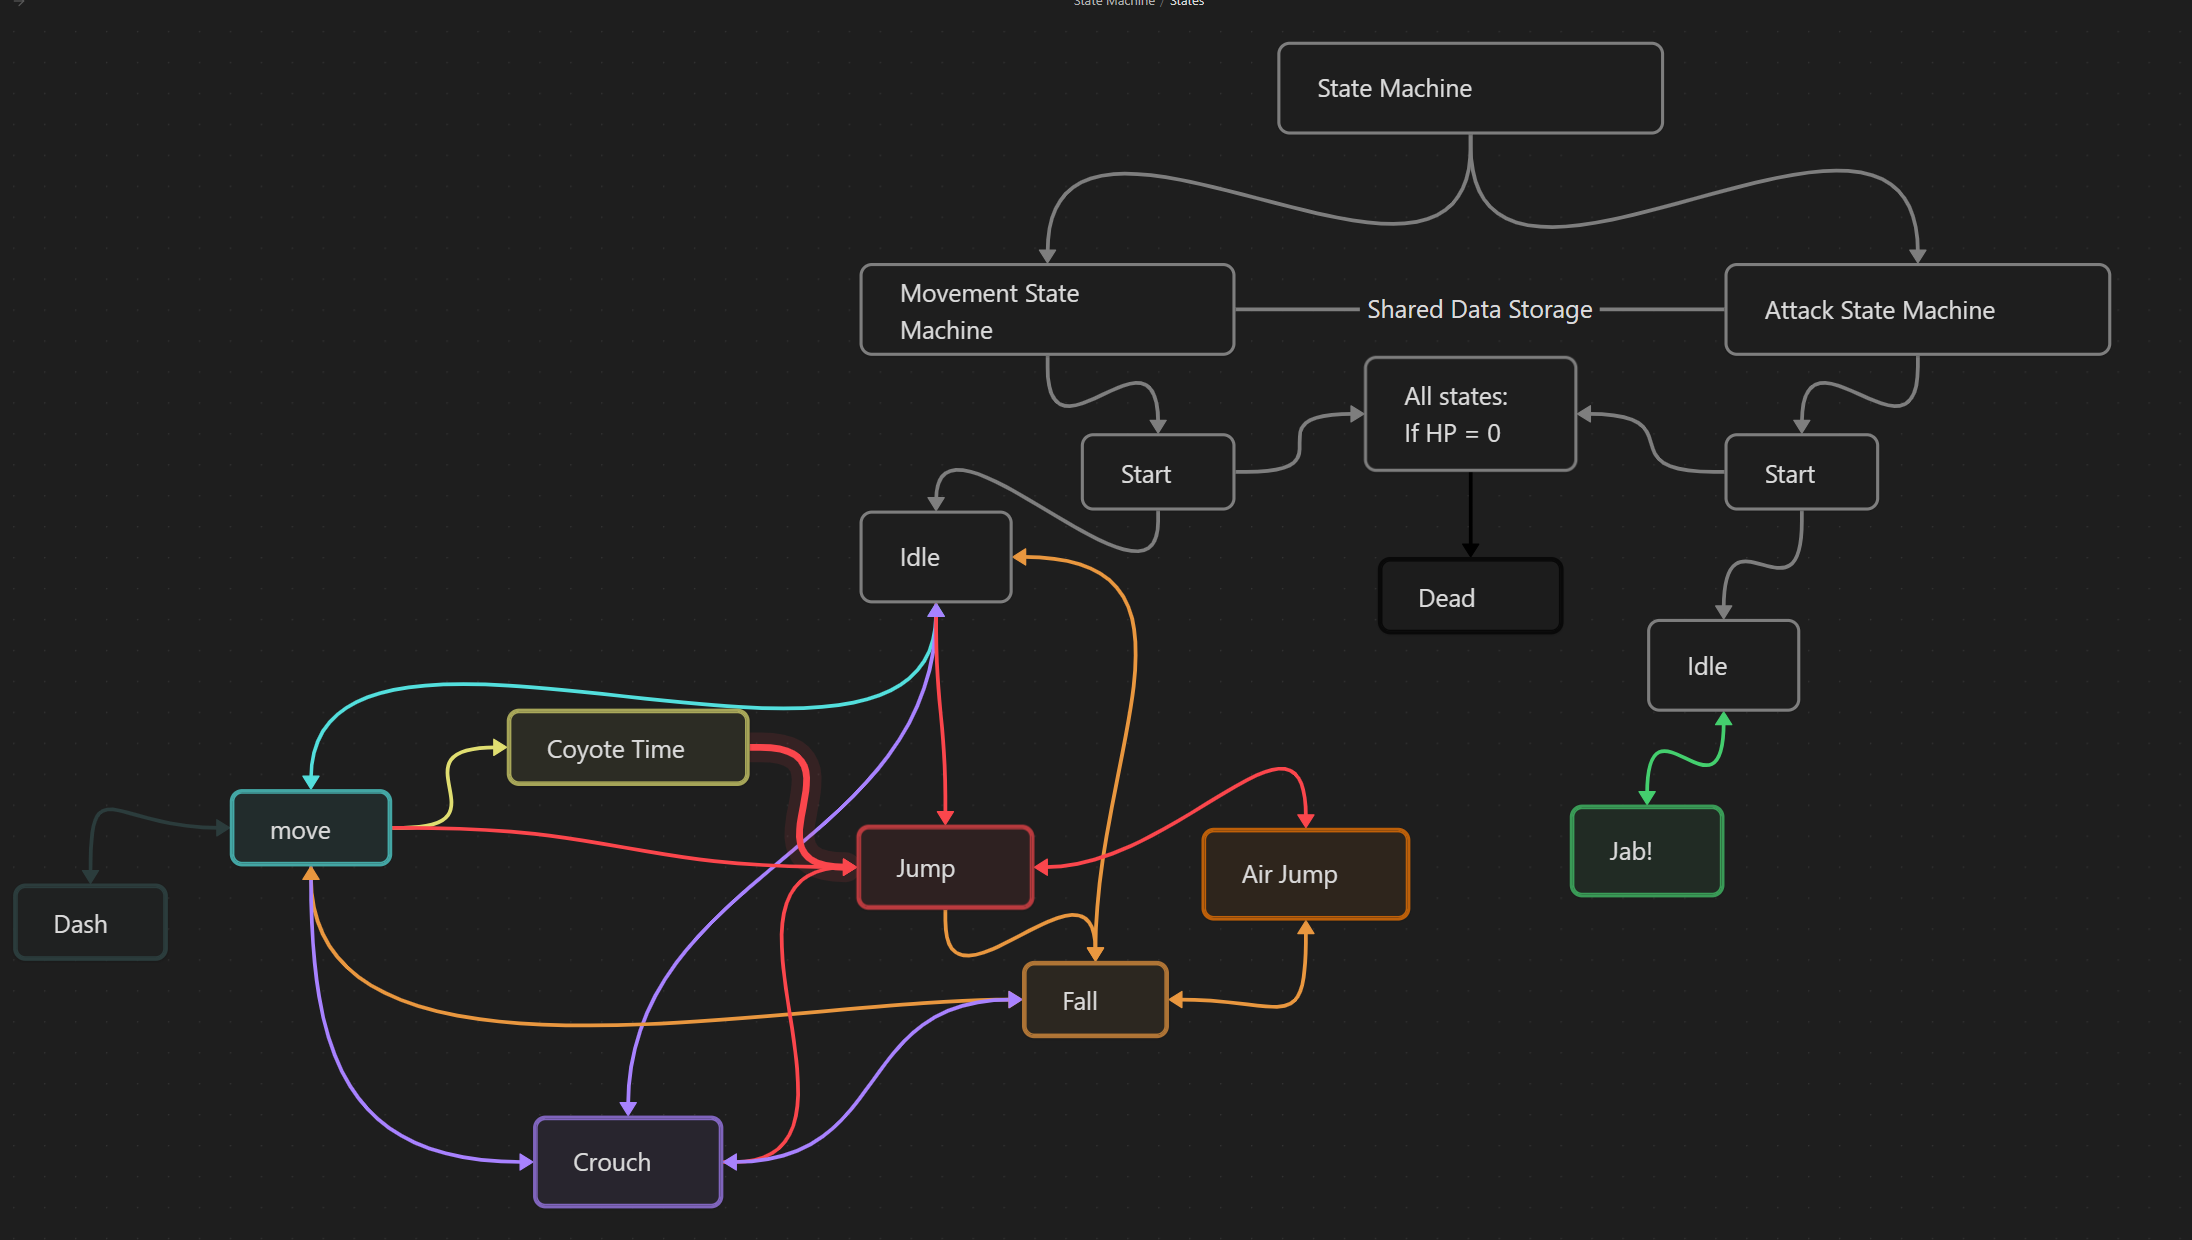 State Machine / States
State Machine
Movement State
Machine
Shared Data Storage
Attack State Machine
All states:
If HP = 0
Start
Start
Idle
Dead
Idle
Coyote Time
move
Jump
Air Jump
Jab!
Dash
Fall
Crouch